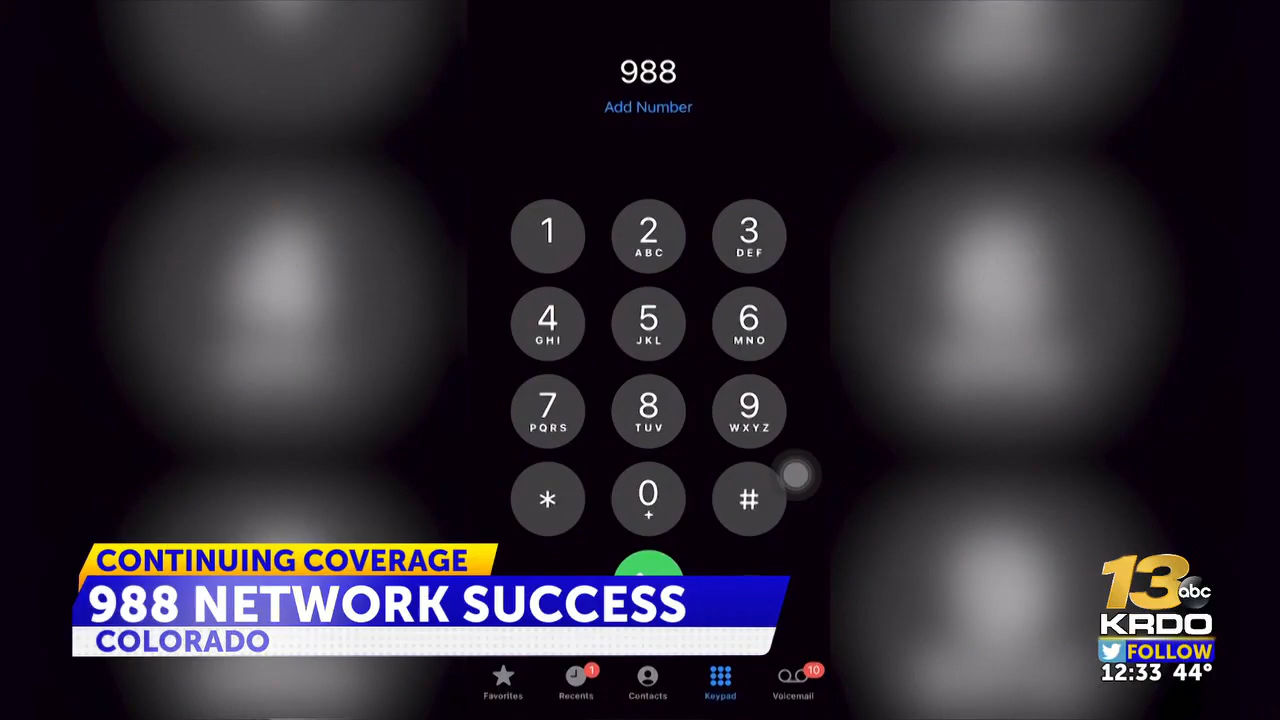 988
Add Number
1
2
ABC
3
DEF
4
GHI
5
JKL
6
MNO
7
PQRS
8
TUV
9
WXYZ
*
0
+
#
CONTINUING COVERAGE
988 NETWORK SUCCESS
COLORADO
13 abc
KRDO
FOLLOW
12:33 44°
1
10
Favorites
Recents
Contacts
Keypad
Voicemail